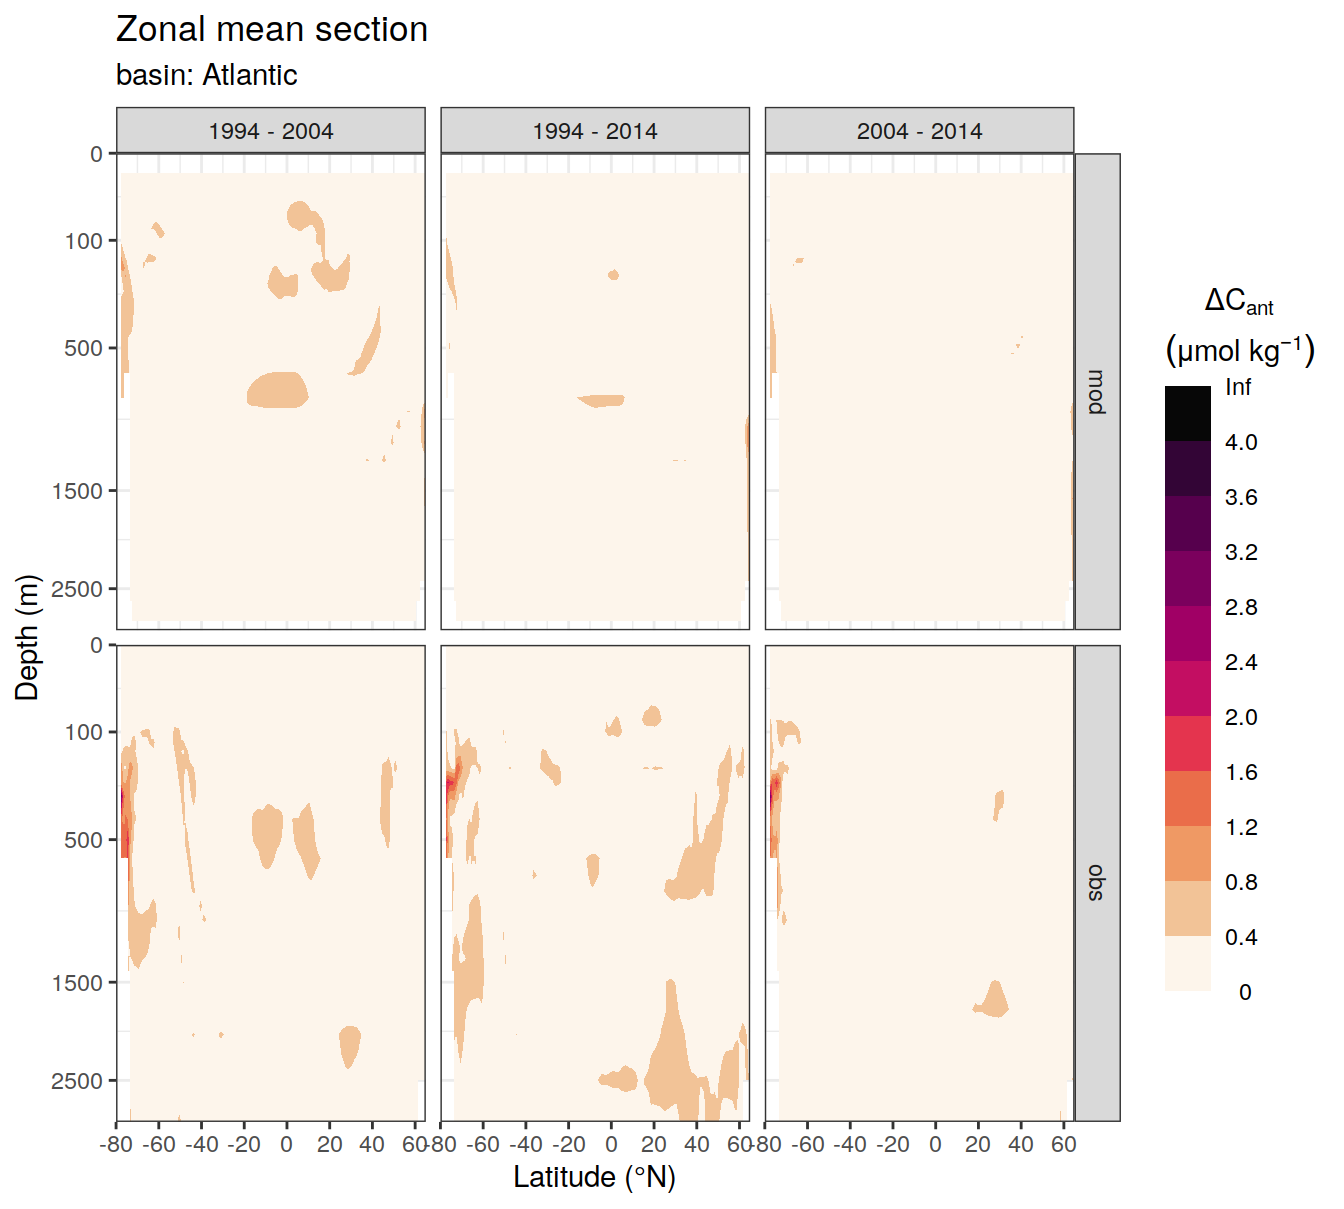 Zonal mean section
basin: Atlantic
1994 - 2004
1994 - 2014
2004 - 2014
0
100
500
1500
2500
mod
0
100
500
1500
2500
obs
Depth (m)
-80 -60 -40 -20 0 20 40 60
-80 -60 -40 -20 0 20 40 60
-80 -60 -40 -20 0 20 40 60
Latitude (°N)
ΔCant
(μmol kg⁻¹)
Inf
4.0
3.6
3.2
2.8
2.4
2.0
1.6
1.2
0.8
0.4
0